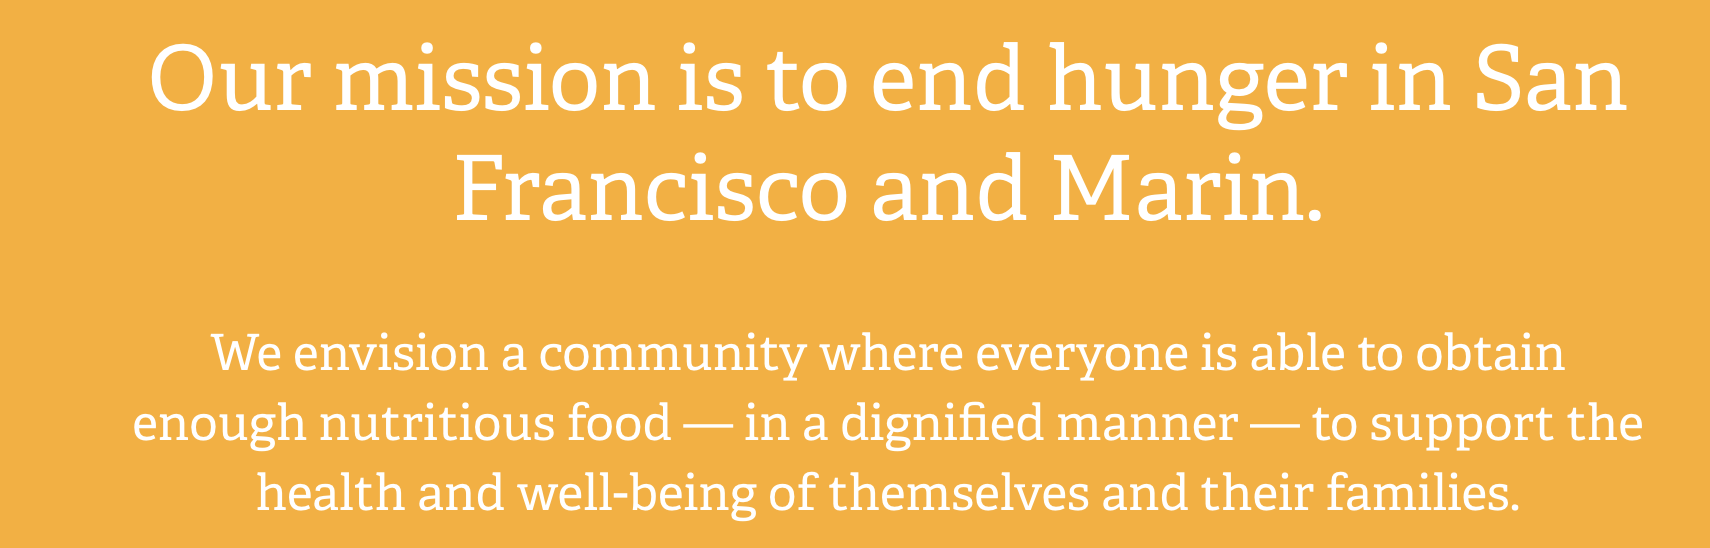 Our mission is to end hunger in San
Francisco and Marin.
We envision a community where everyone is able to obtain
enough nutritious food — in a dignified manner — to support the
health and well-being of themselves and their families.